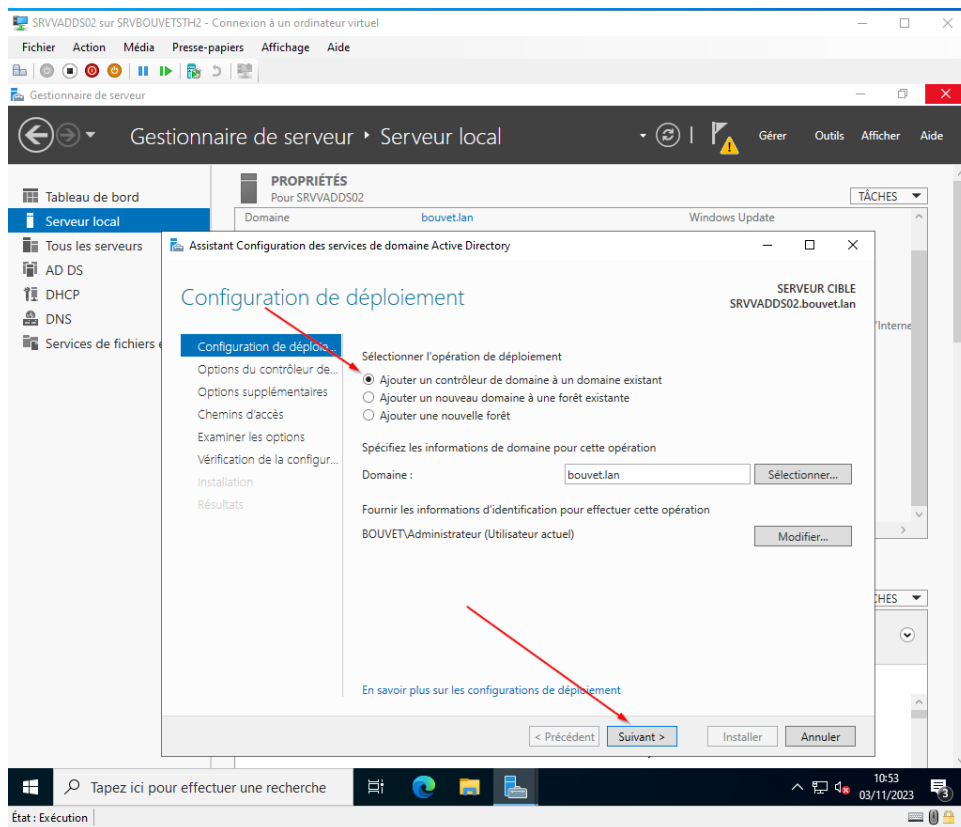 SRVVADDS02 sur SRVBOUVETSTH2 - Connexion à un ordinateur virtuel
Fichier Action Média Presse-papiers Affichage Aide
Gestionnaire de serveur
Gestionnaire de serveur ‣ Serveur local
Gérer Outils Afficher Aide
Tableau de bord
Serveur local
Tous les serveurs
AD DS
DHCP
DNS
Services de fichiers e
PROPRIÉTÉS
Pour SRVVADDS02
TÂCHES
Domaine bouvet.lan Windows Update
Assistant Configuration des services de domaine Active Directory
Configuration de déploiement
SERVEUR CIBLE
SRVVADDS02.bouvet.lan
Configuration de déploie...
Options du contrôleur de...
Options supplémentaires
Chemins d'accès
Examiner les options
Vérification de la configur...
Installation
Résultats
Sélectionner l'opération de déploiement
Ajouter un contrôleur de domaine à un domaine existant
Ajouter un nouveau domaine à une forêt existante
Ajouter une nouvelle forêt
Spécifiez les informations de domaine pour cette opération
Domaine : bouvet.lan Sélectionner...
Fournir les informations d'identification pour effectuer cette opération
BOUVET\Administrateur (Utilisateur actuel) Modifier...
En savoir plus sur les configurations de déploiement
< Précédent Suivant > Installer Annuler
'Interne
CHES
Tapez ici pour effectuer une recherche
10:53
03/11/2023
3
État : Exécution